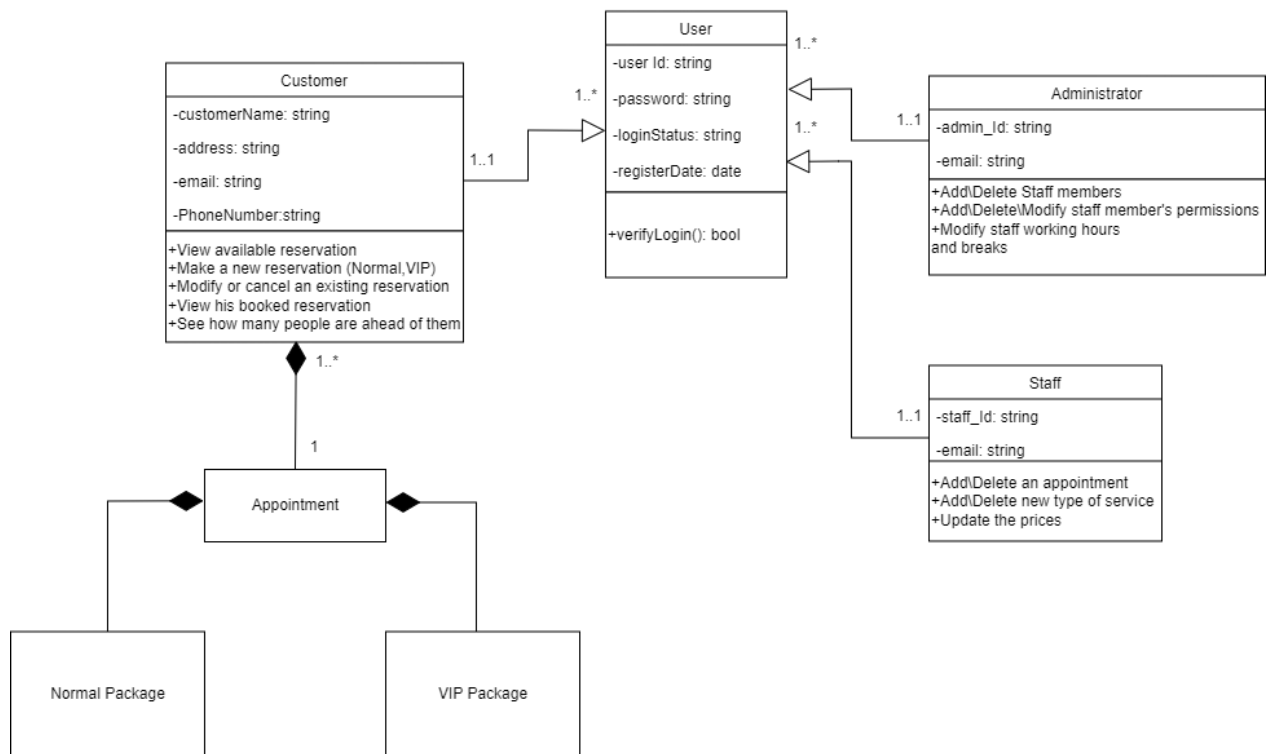 User
-user Id: string
-password: string
-loginStatus: string
-registerDate: date
+verifyLogin(): bool
1..*
1..*
1..*
Customer
-customerName: string
-address: string
-email: string
-PhoneNumber:string
+View available reservation
+Make a new reservation (Normal,VIP)
+Modify or cancel an existing reservation
+View his booked reservation
+See how many people are ahead of them
1..1
1..*
1
Administrator
-admin_Id: string
-email: string
+Add\Delete Staff members
+Add\Delete\Modify staff member's permissions
+Modify staff working hours
and breaks
1..1
Staff
-staff_Id: string
-email: string
+Add\Delete an appointment
+Add\Delete new type of service
+Update the prices
1..1
Appointment
Normal Package
VIP Package